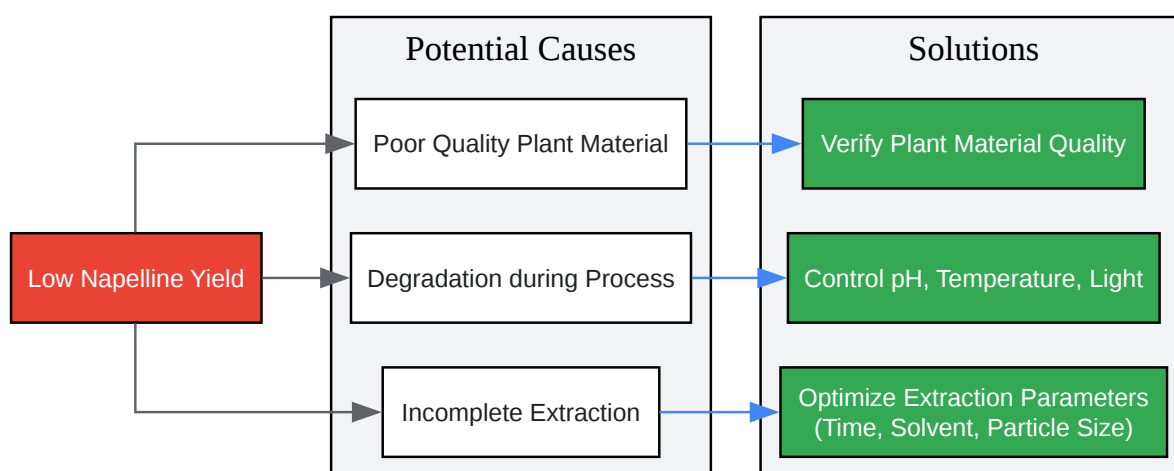 Potential Causes
Solutions
Poor Quality Plant Material
Verify Plant Material Quality
Low Napelline Yield
Degradation during Process
Control pH, Temperature, Light
Incomplete Extraction
Optimize Extraction Parameters
(Time, Solvent, Particle Size)